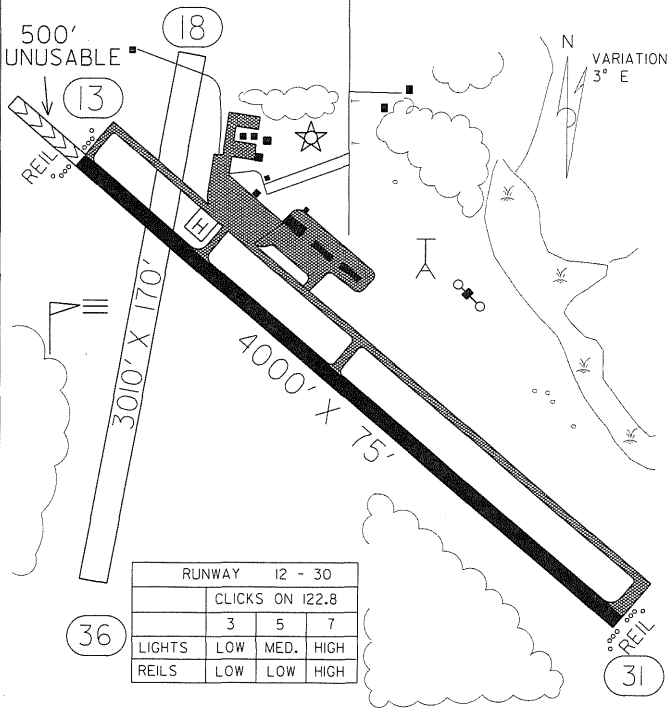 500'
UNUSABLE
18
13
REIL
H
N
VARIATION
3° E
3010' X 170'
4000' X 75'
RUNWAY 12 - 30
CLICKS ON 122.8
3 5 7
LIGHTS LOW MED. HIGH
REILS LOW LOW HIGH
36
REIL
31